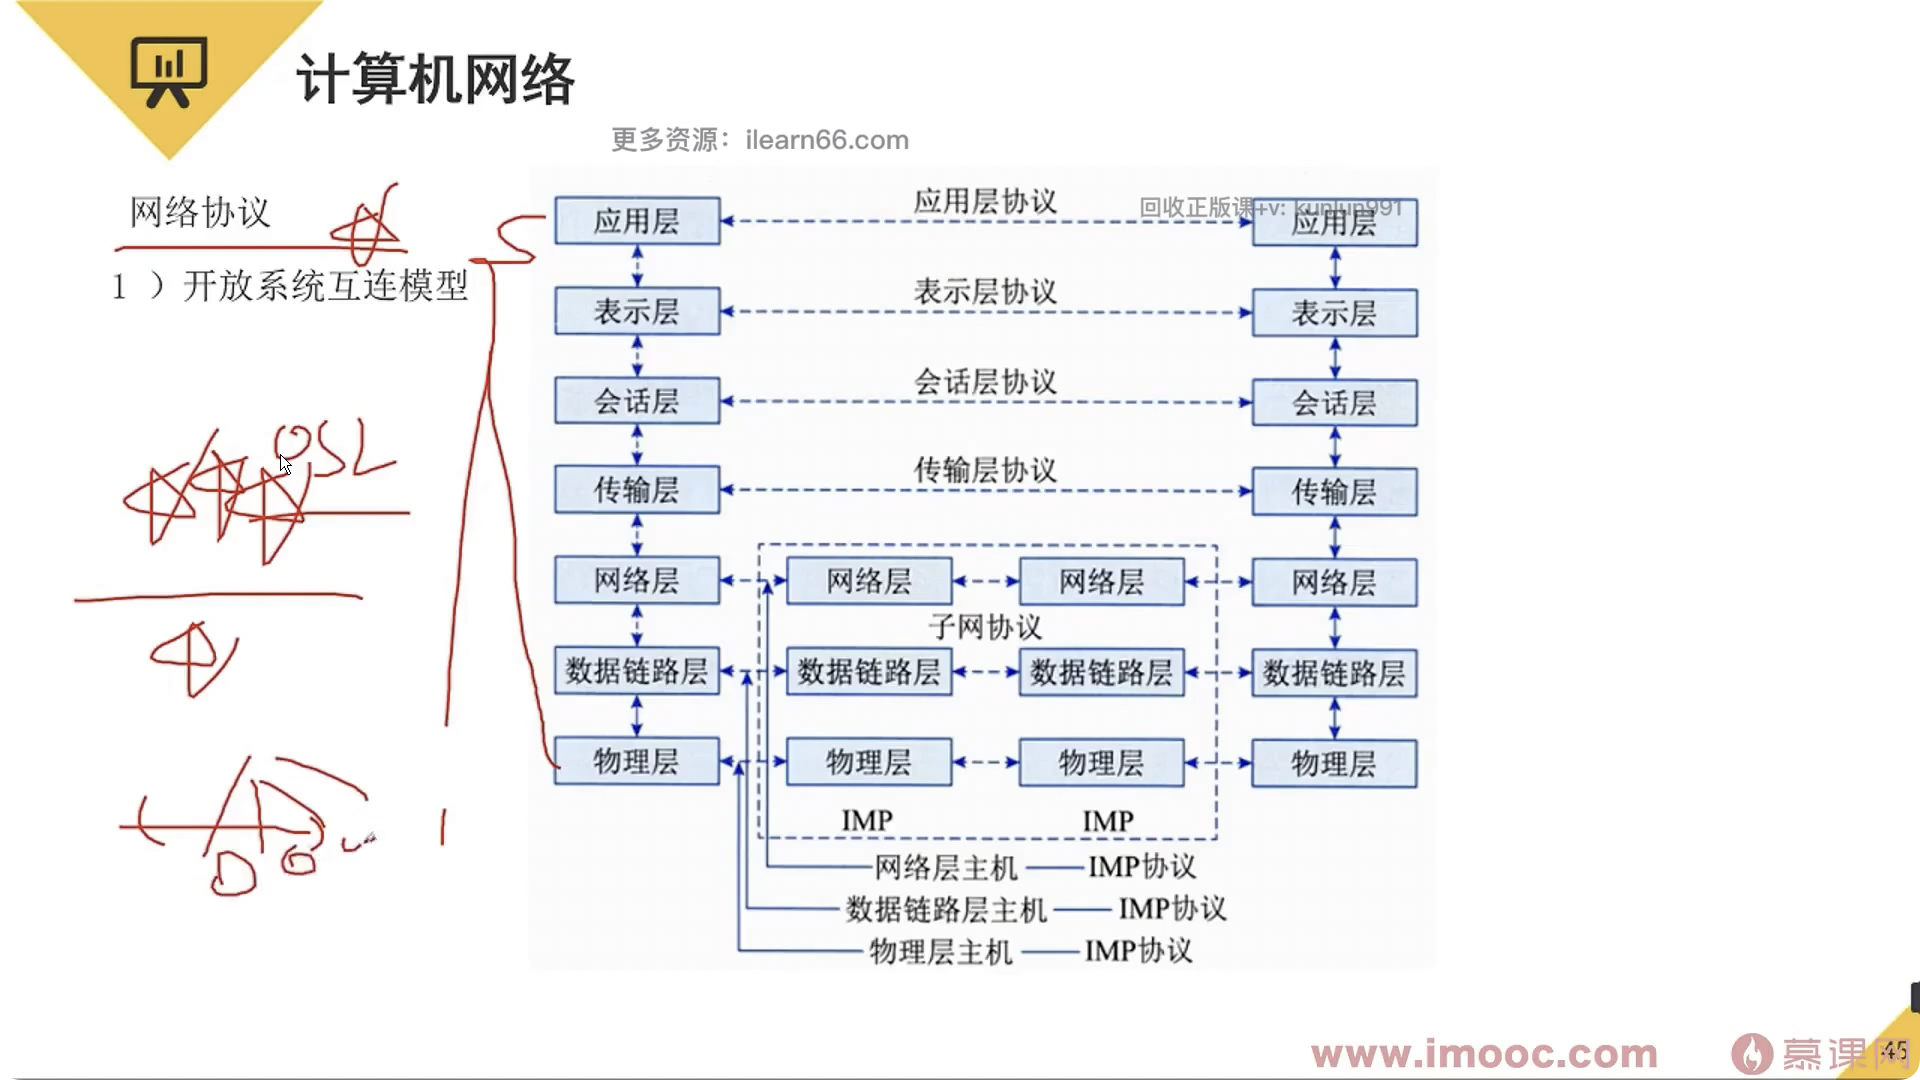 计算机网络
更多资源：ilearn66.com
网络协议
1 ）开放系统互连模型
OSI
应用层 应用层协议 应用层
回收正版课+v: kunlun991
表示层 表示层协议 表示层
会话层 会话层协议 会话层
传输层 传输层协议 传输层
网络层 网络层 网络层 网络层
子网协议
数据链路层 数据链路层 数据链路层 数据链路层
物理层 物理层 物理层 物理层
IMP IMP
网络层主机 —— IMP协议
数据链路层主机 —— IMP协议
物理层主机 —— IMP协议
www.imooc.com 慕课网
45